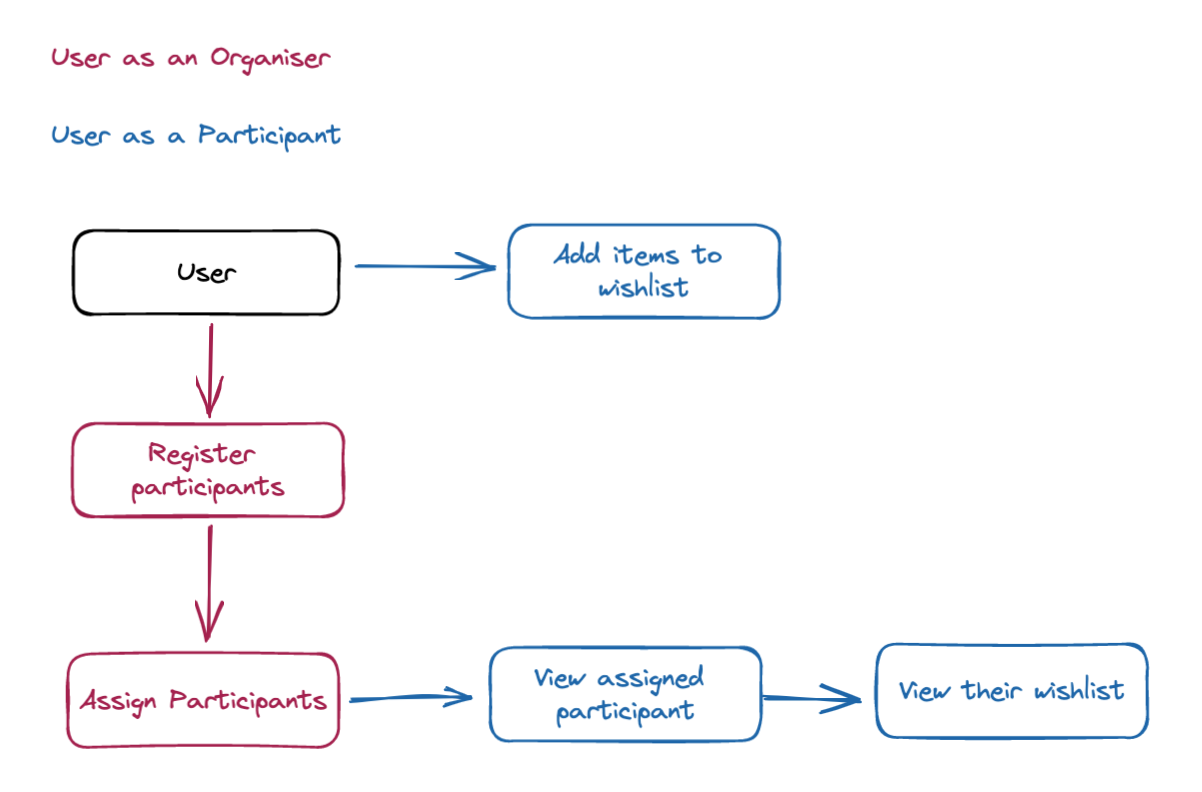 User as an Organiser
User as a Participant
User
Add items to
wishlist
Register
participants
Assign Participants
View assigned
participant
View their wishlist